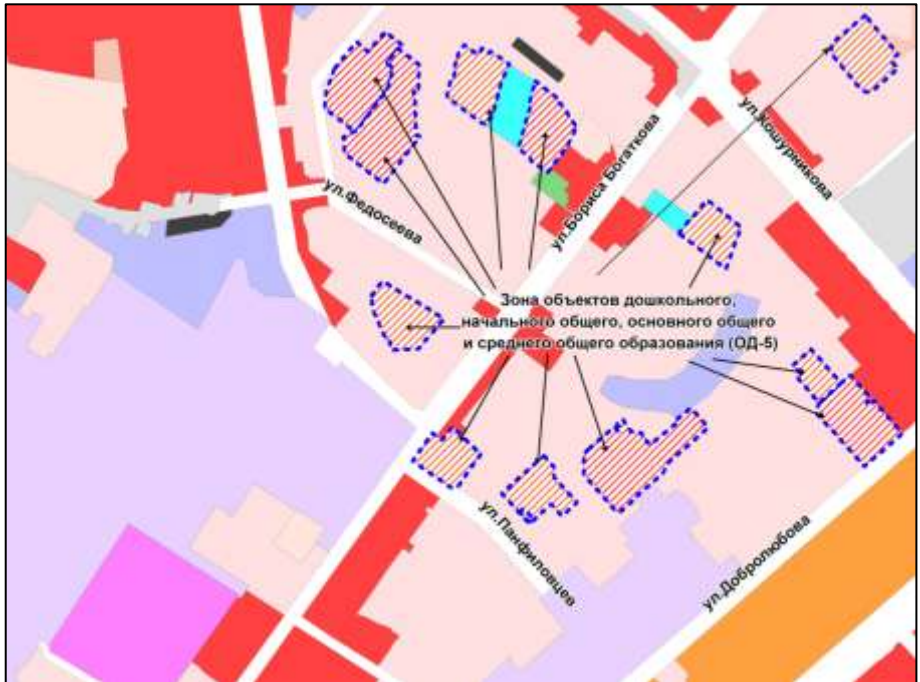 ул.Кошурникова
ул.Бориса Богаткова
ул.Федосеева
Зона объектов дошкольного,
начального общего, основного общего
и среднего общего образования (ОД-5)
ул.Панфиловцев
ул.Добролюбова